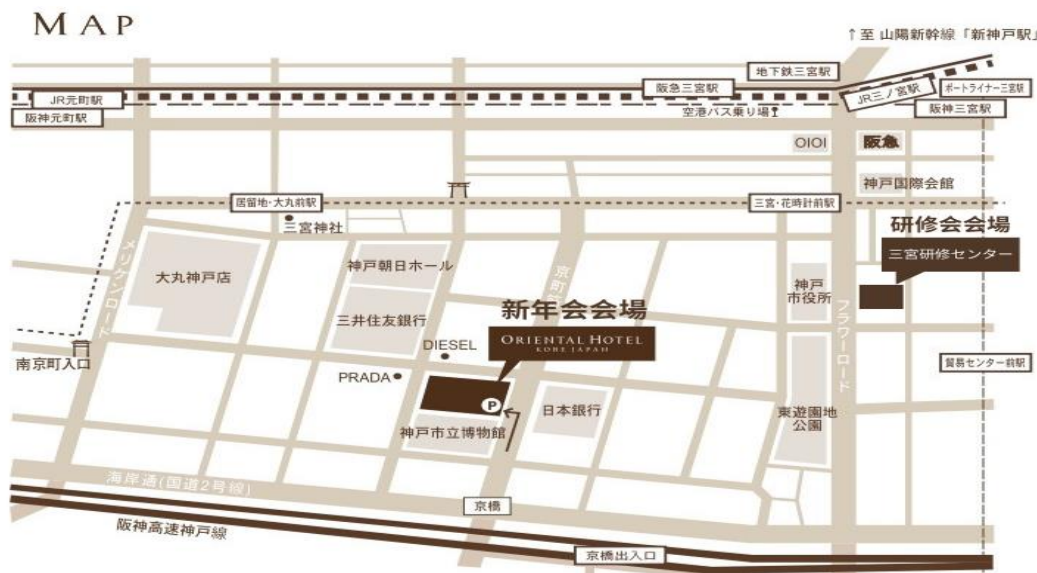 MAP
↑至 山陽新幹線「新神戸駅」
地下鉄三宮駅
阪急三宮駅
JR三ノ宮駅
ポートライナー三宮駅
JR元町駅
阪神元町駅
空港バス乗り場
阪神三宮駅
OIOI
阪急
神戸国際会館
居留地・大丸前駅
三宮・花時計前駅
三宮神社
研修会会場
三宮研修センター
メリケンロード
大丸神戸店
神戸朝日ホール
京町
神戸
市役所
フラワーロード
三井住友銀行
新年会会場
ORIENTAL HOTEL
KOBE JAPAN
DIESEL
南京町入口
PRADA
貿易センター前駅
P
日本銀行
東遊園地
公園
神戸市立博物館
海岸通(国道2号線)
京橋
阪神高速神戸線
京橋出入口